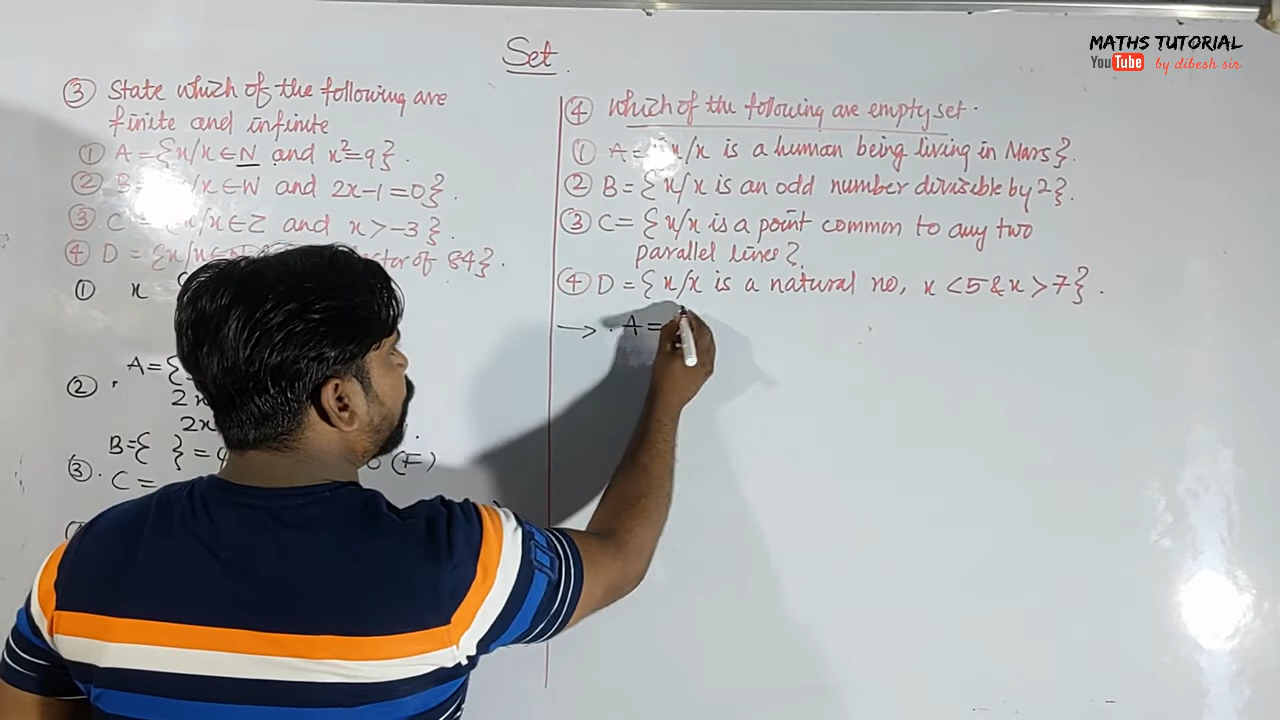 Set.
MATHS TUTORIAL
YouTube by dibesh sir
③ State which of the following are
finite and infinite
① A={x/x∈N and x²=9}.
② B= /x∈W and 2x-1=0}.
③ C = {x/x∈Z and x>-3}.
④ D = {x/x∈ factor of 84}.
① x
A={
② 2x
2x
B={ }=
③. C =
④ Which of the following are empty set.
① A={x/x is a human being living in Mars}.
② B={x/x is an odd number divisible by 2}.
③ C={x/x is a point common to any two
parallel lines}.
④ D={x/x is a natural no, x<5 & x>7}.
→ . A=